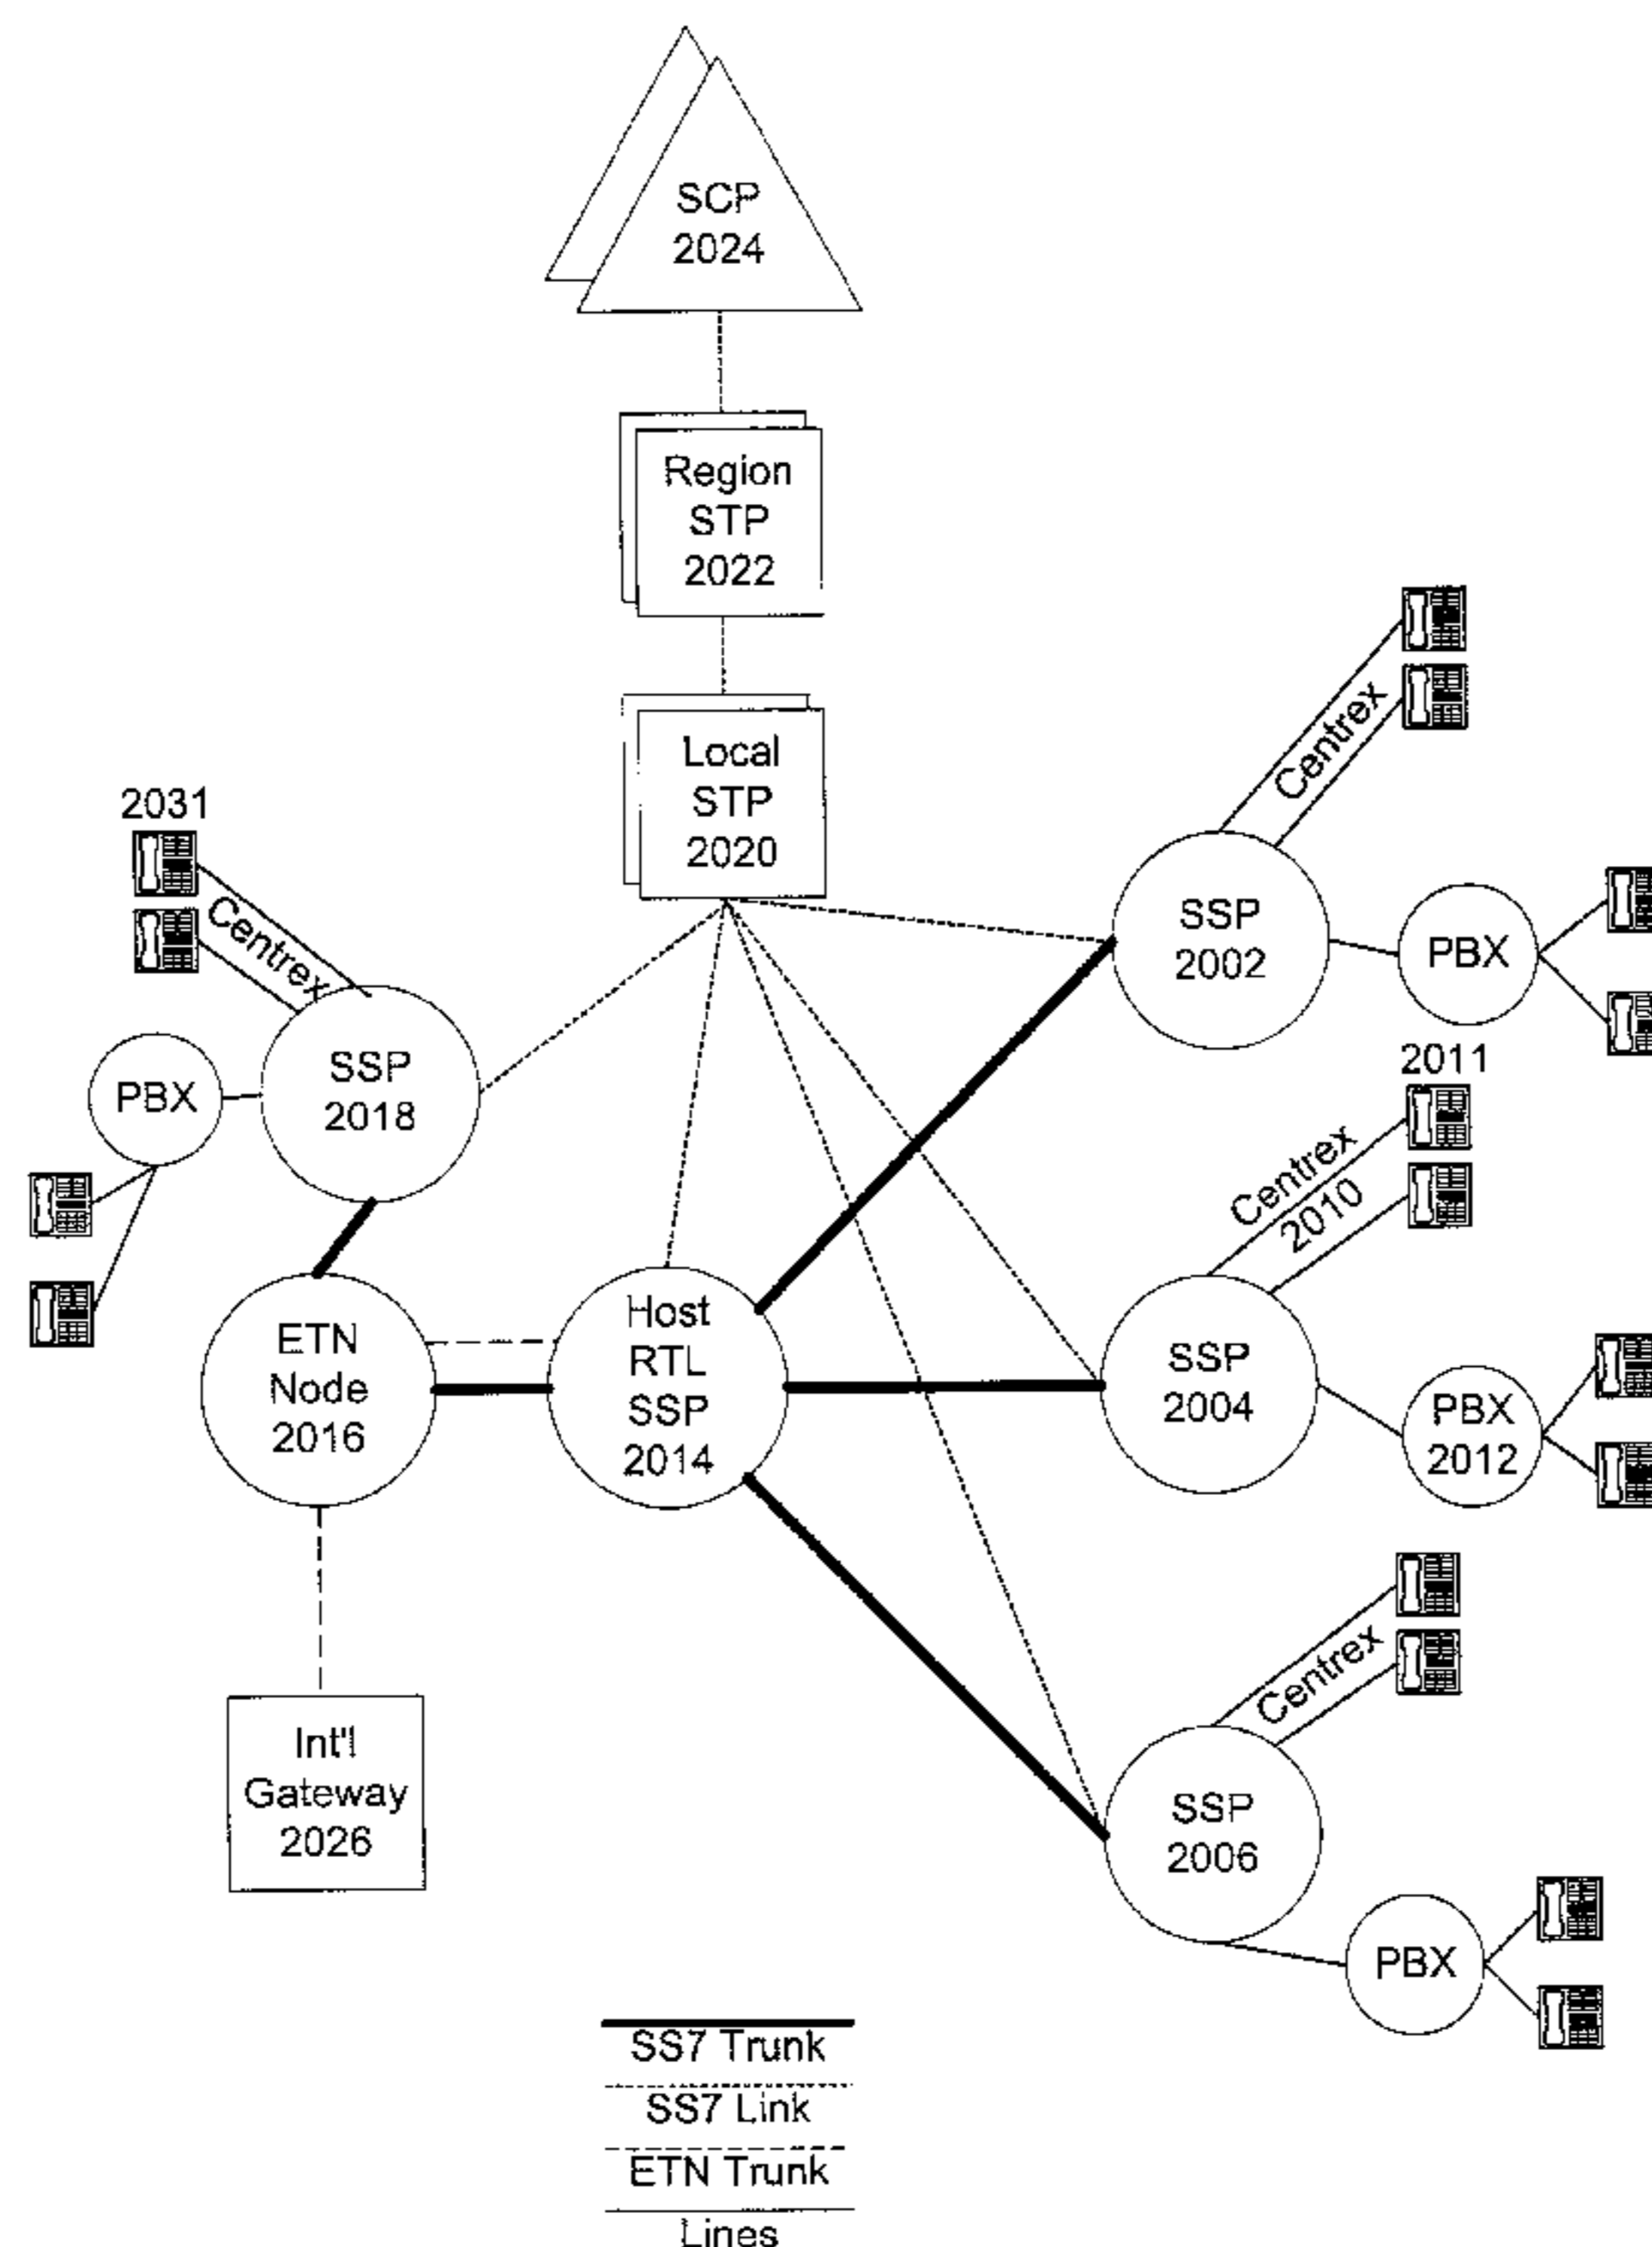 SCP
2024
Region
STP
2022
Local
STP
2020
2031
Centrex
Centrex
SSP
2002
PBX
SSP
2018
PBX
2011
Centrex
2010
Host
RTL
SSP
2014
ETN
Node
2016
SSP
2004
PBX
2012
Centrex
Int'l
Gateway
2026
SSP
2006
PBX
SS7 Trunk
SS7 Link
ETN Trunk
Lines